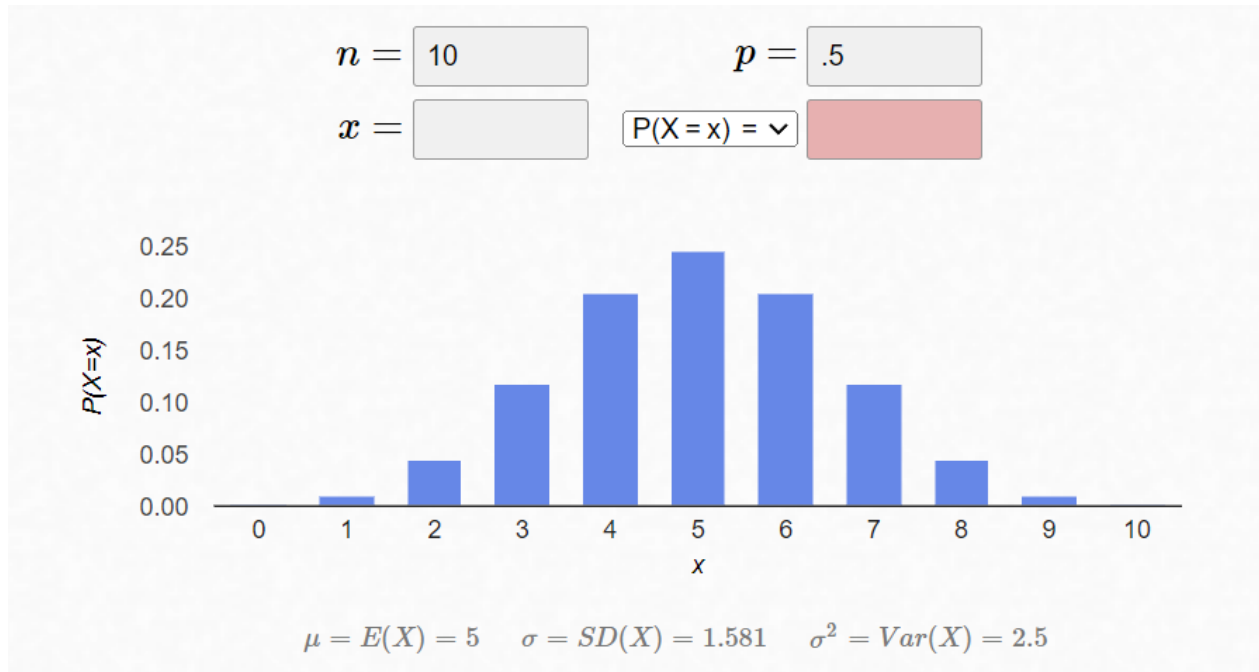 n = 10 p = .5
x = P(X = x) =
0.25
0.20
0.15
0.10
0.05
0.00
P(X=x)
0 1 2 3 4 5 6 7 8 9 10
x
μ = E(X) = 5 σ = SD(X) = 1.581 σ² = Var(X) = 2.5